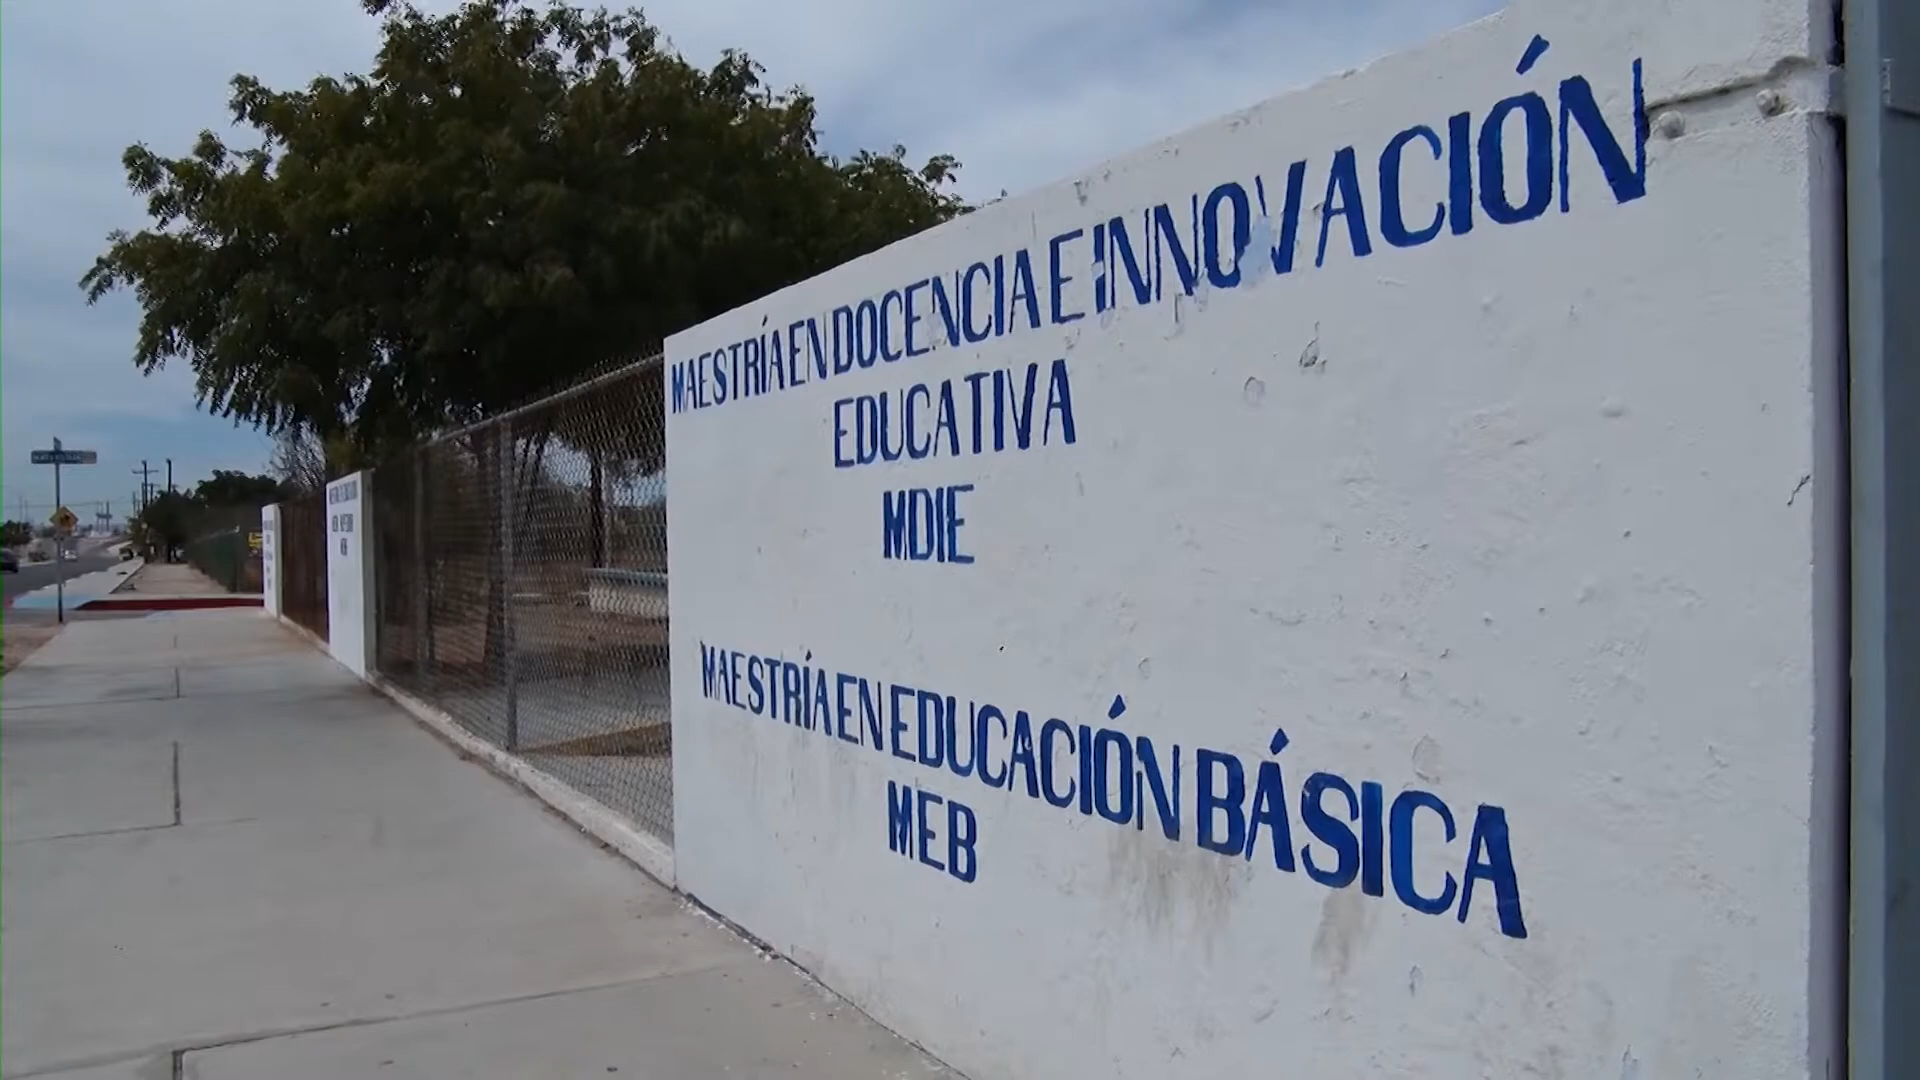 MAESTRÍA EN DOCENCIA E INNOVACIÓN
EDUCATIVA
MDIE
MAESTRÍA EN EDUCACIÓN BÁSICA
MEB